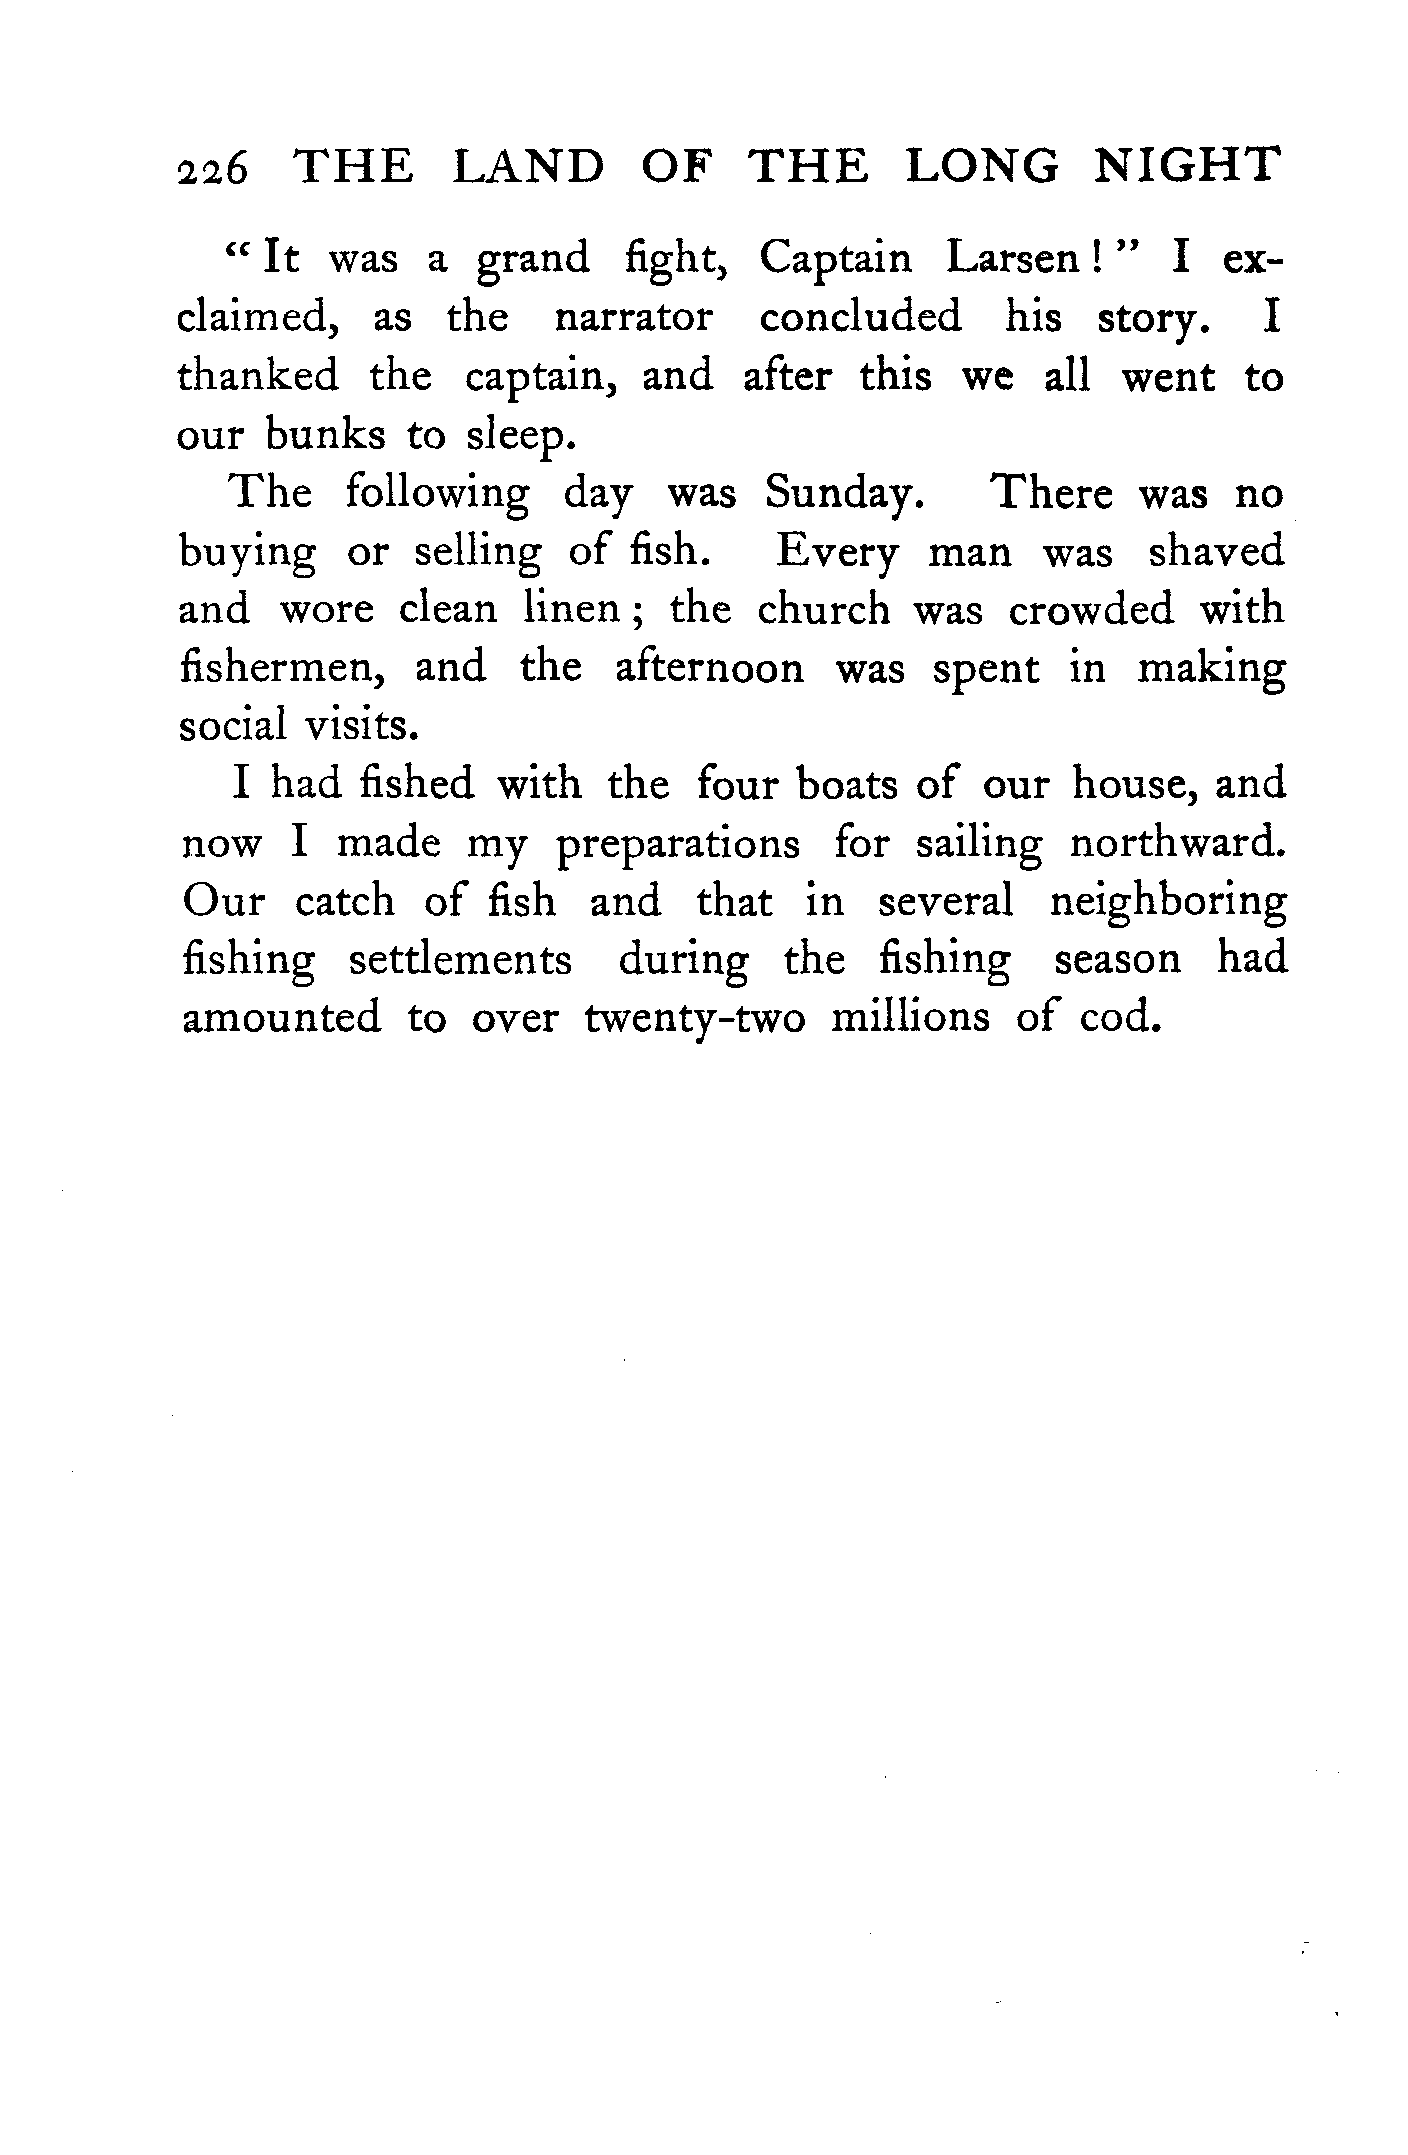 226 THE LAND OF THE LONG NIGHT
“ It was a grand fight, Captain Larsen ! ” I ex-
claimed, as the narrator concluded his story. I
thanked the captain, and after this we all went to
our bunks to sleep.
The following day was Sunday. There was no
buying or selling of fish. Every man was shaved
and wore clean linen ; the church was crowded with
fishermen, and the afternoon was spent in making
social visits.
I had fished with the four boats of our house, and
now I made my preparations for sailing northward.
Our catch of fish and that in several neighboring
fishing settlements during the fishing season had
amounted to over twenty-two millions of cod.